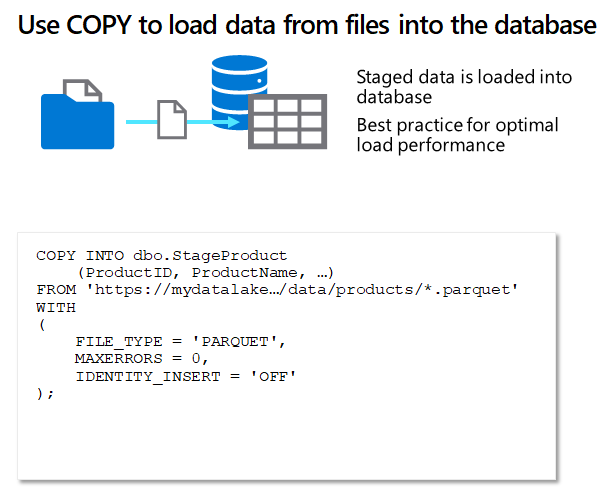 Use COPY to load data from files into the database
Staged data is loaded into
database
Best practice for optimal
load performance
COPY INTO dbo.StageProduct
    (ProductID, ProductName, …)
FROM 'https://mydatalake…/data/products/*.parquet'
WITH
(
    FILE_TYPE = 'PARQUET',
    MAXERRORS = 0,
    IDENTITY_INSERT = 'OFF'
);